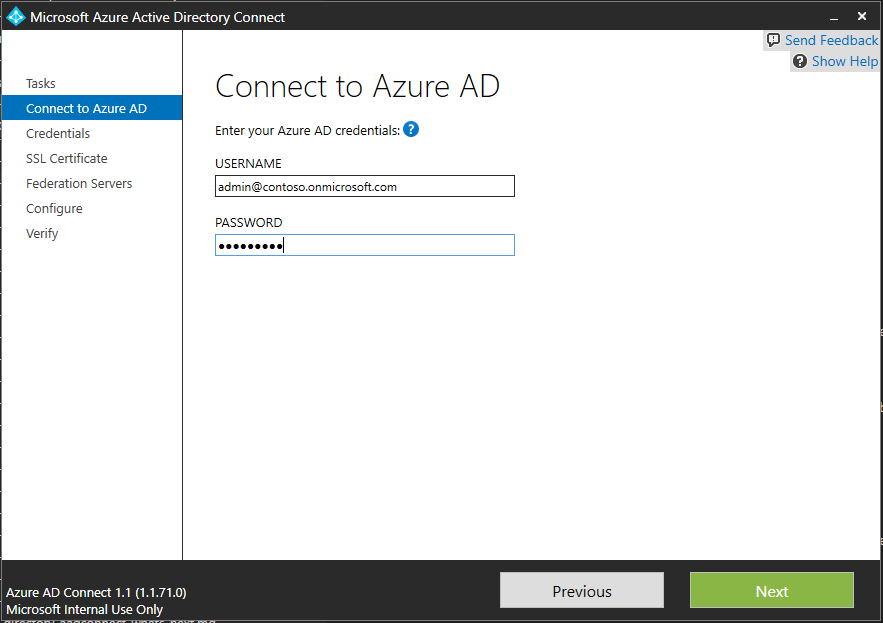 Microsoft Azure Active Directory Connect
Send Feedback
Show Help
Tasks
Connect to Azure AD
Credentials
SSL Certificate
Federation Servers
Configure
Verify
Connect to Azure AD
Enter your Azure AD credentials: ?
USERNAME
admin@contoso.onmicrosoft.com
PASSWORD
●●●●●●●●●
Azure AD Connect 1.1 (1.1.71.0)
Microsoft Internal Use Only
Previous
Next